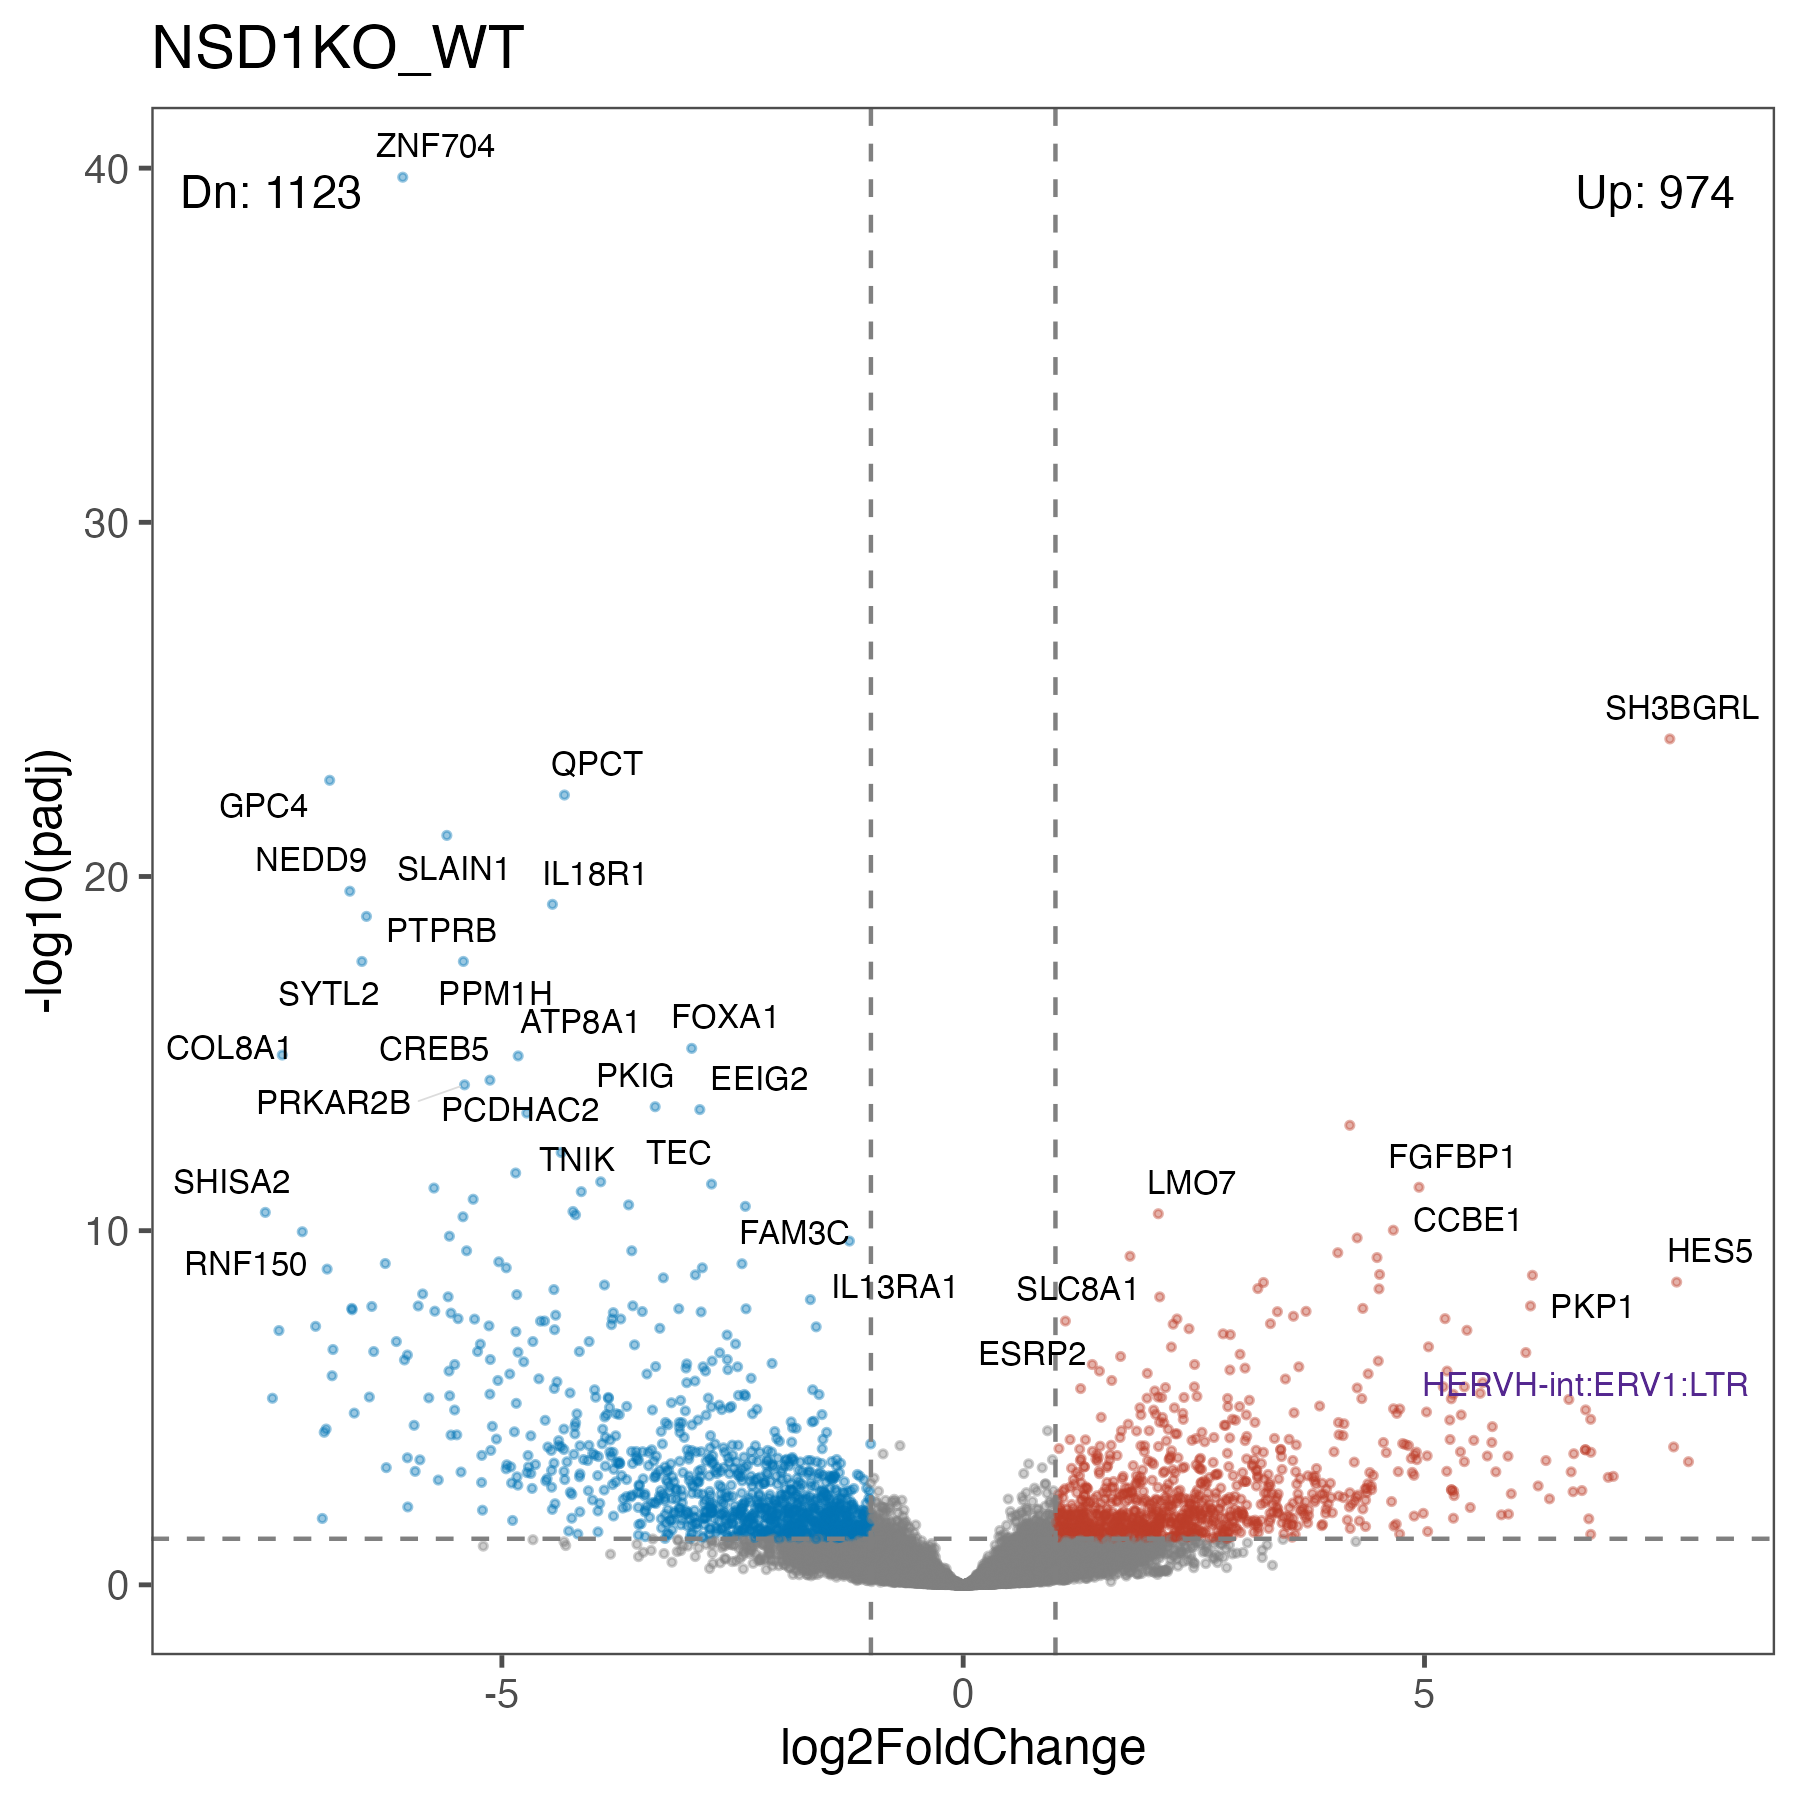 NSD1KO_WT
ZNF704
40
Dn: 1123
Up: 974
30
SH3BGRL
QPCT
GPC4
NEDD9
SLAIN1
IL18R1
20
PTPRB
SYTL2
PPM1H
ATP8A1
FOXA1
COL8A1
CREB5
PKIG
EEIG2
PRKAR2B
PCDHAC2
TNIK
TEC
FGFBP1
SHISA2
LMO7
10
FAM3C
CCBE1
RNF150
HES5
IL13RA1
SLC8A1
PKP1
ESRP2
HERVH-int:ERV1:LTR
0
-5
0
5
log2FoldChange
-log10(padj)